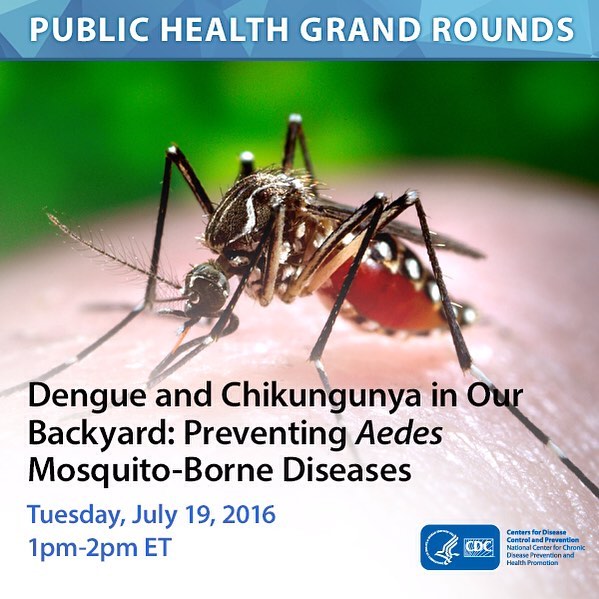 PUBLIC HEALTH GRAND ROUNDS
Dengue and Chikungunya in Our
Backyard: Preventing Aedes
Mosquito-Borne Diseases
Tuesday, July 19, 2016
1pm-2pm ET
CDC
Centers for Disease
Control and Prevention
National Center for Chronic
Disease Prevention and
Health Promotion